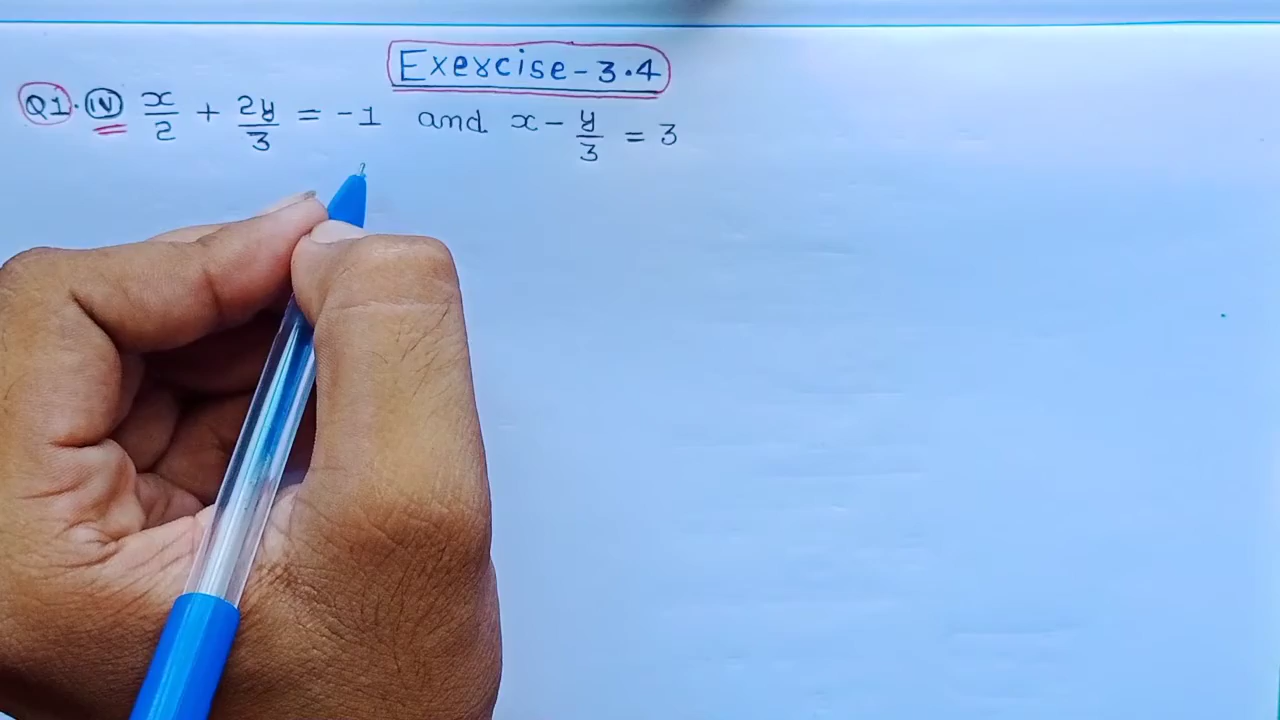 Exercise-3.4
Q1. (iv) x/2 + 2y/3 = -1 and x - y/3 = 3